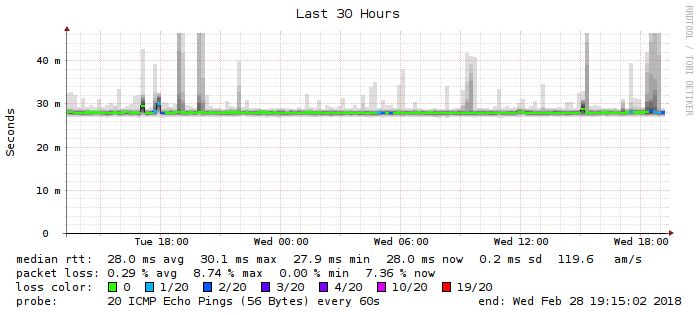 Last 30 Hours
RRDTOOL / TOBI OETIKER
Seconds
40 m
30 m
20 m
10 m
0
Tue 18:00 Wed 00:00 Wed 06:00 Wed 12:00 Wed 18:00
median rtt: 28.0 ms avg 30.1 ms max 27.9 ms min 28.0 ms now 0.2 ms sd 119.6 am/s
packet loss: 0.29 % avg 8.74 % max 0.00 % min 7.36 % now
loss color: 0 1/20 2/20 3/20 4/20 10/20 19/20
probe: 20 ICMP Echo Pings (56 Bytes) every 60s end: Wed Feb 28 19:15:02 2018